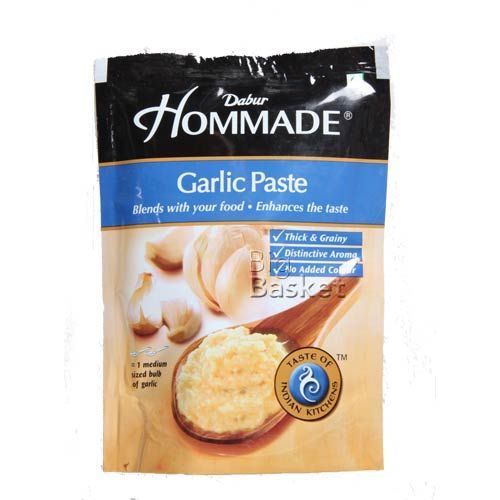 Dabur
HOMMADE®
Garlic Paste
Blends with your food • Enhances the taste
✓ Thick & Grainy
✓ Distinctive Aroma
✓ No Added Colour
Big
Basket
= 1 medium
sized bulb
of garlic
TASTE OF
INDIAN KITCHENS
TM